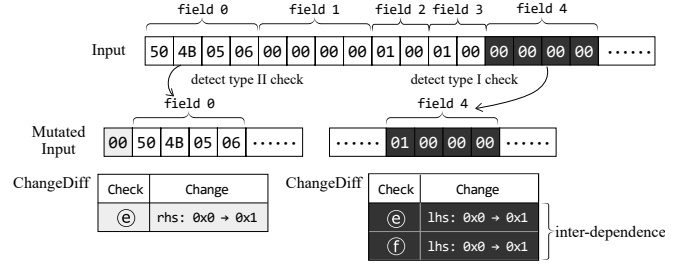 field 0 field 1 field 2 field 3 field 4
Input 50 4B 05 06 00 00 00 00 01 00 01 00 00 00 00 00 ······
detect type II check detect type I check
field 0 field 4
Mutated Input 00 50 4B 05 06 ······ ······ 01 00 00 00 ······
ChangeDiff Check Change ChangeDiff Check Change
ⓔ rhs: 0x0 → 0x1 ⓔ lhs: 0x0 → 0x1
ⓕ lhs: 0x0 → 0x1
inter-dependence